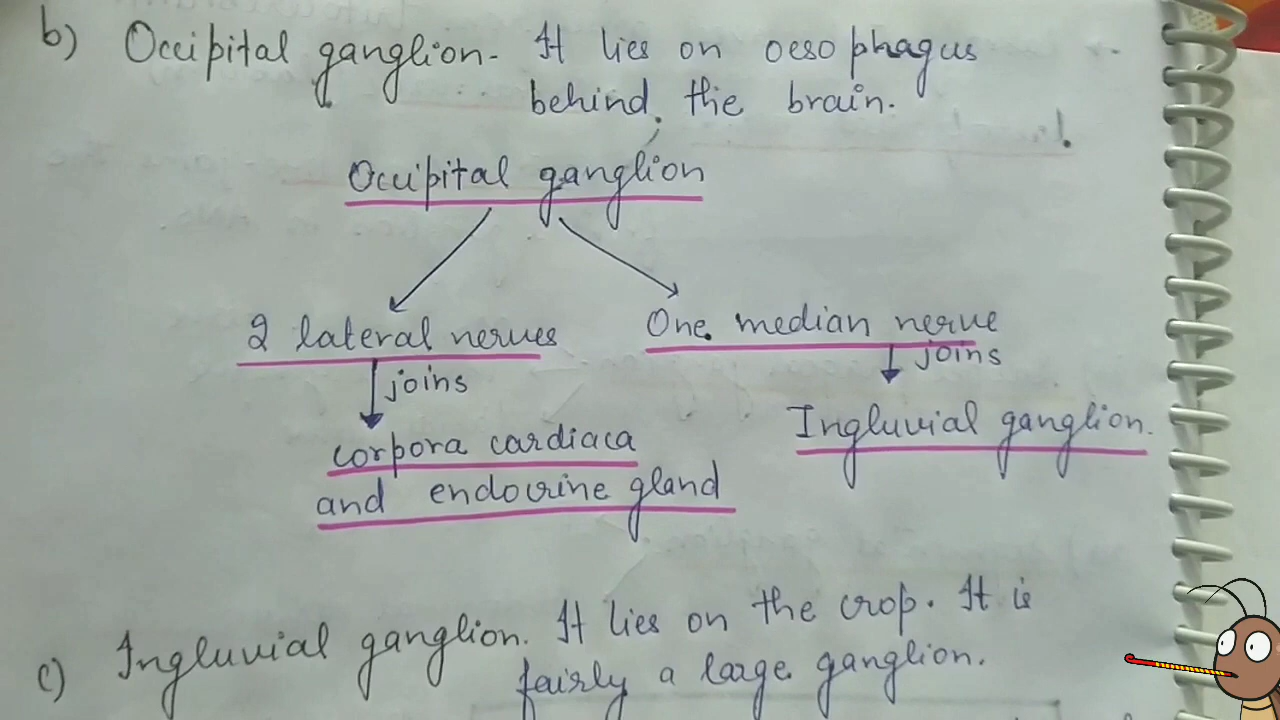 b) Occipital ganglion- It lies on oesophagus
behind the brain.
Occipital ganglion
2 lateral nerves
One median nerve
joins
joins
corpora cardiaca
and endocrine gland
Ingluvial ganglion.
c) Ingluvial ganglion. It lies on the crop. It is
fairly a large ganglion.